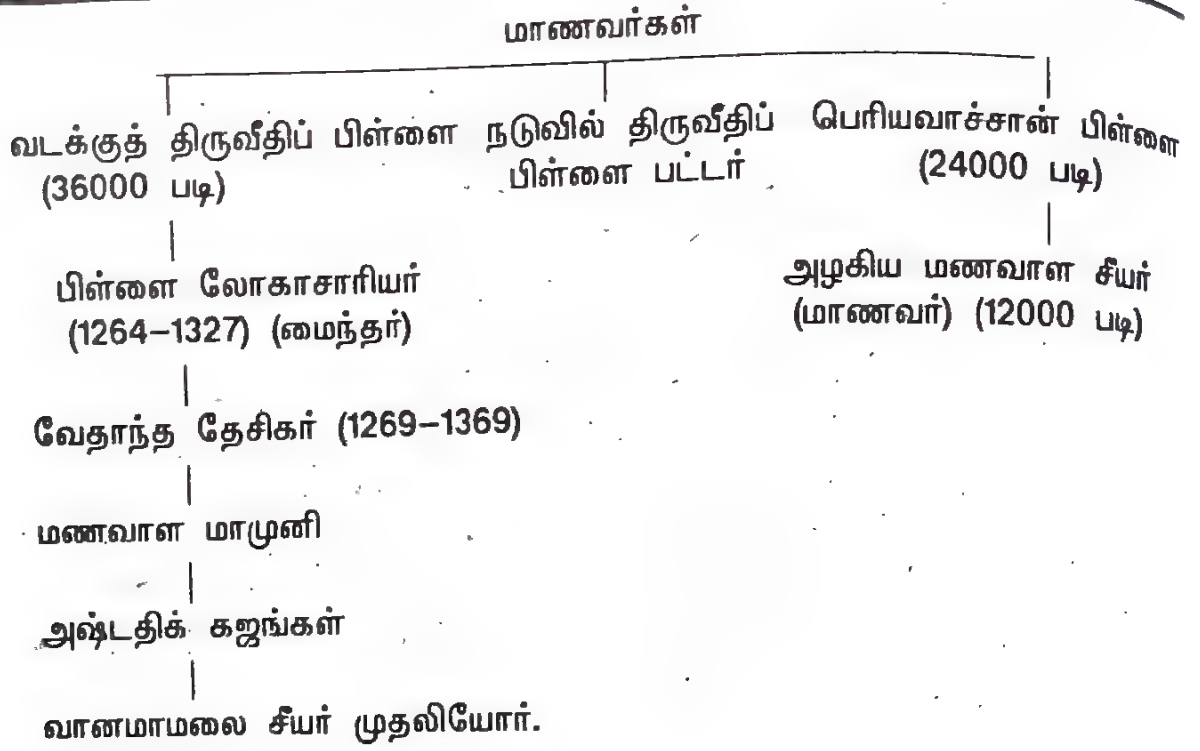 மாணவர்கள்
வடக்குத் திருவீதிப் பிள்ளை
(36000 படி)
நடுவில் திருவீதிப்
பிள்ளை பட்டர்
பெரியவாச்சான் பிள்ளை
(24000 படி)
பிள்ளை லோகாசாரியர்
(1264–1327) (மைந்தர்)
அழகிய மணவாள சீயர்
(மாணவர்) (12000 படி)
வேதாந்த தேசிகர் (1269–1369)
மணவாள மாமுனி
அஷ்டதிக் கஜங்கள்
வானமாமலை சீயர் முதலியோர்.